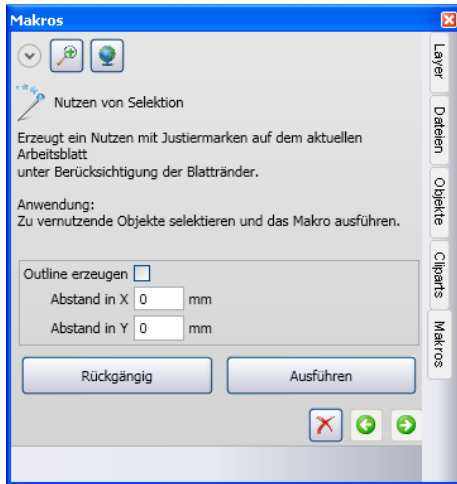 Makros
Nutzen von Selektion
Erzeugt ein Nutzen mit Justiermarken auf dem aktuellen
Arbeitsblatt
unter Berücksichtigung der Blattränder.
Anwendung:
Zu vernutzende Objekte selektieren und das Makro ausführen.
Outline erzeugen
Abstand in X 0 mm
Abstand in Y 0 mm
Rückgängig Ausführen
Layer
Dateien
Objekte
Cliparts
Makros